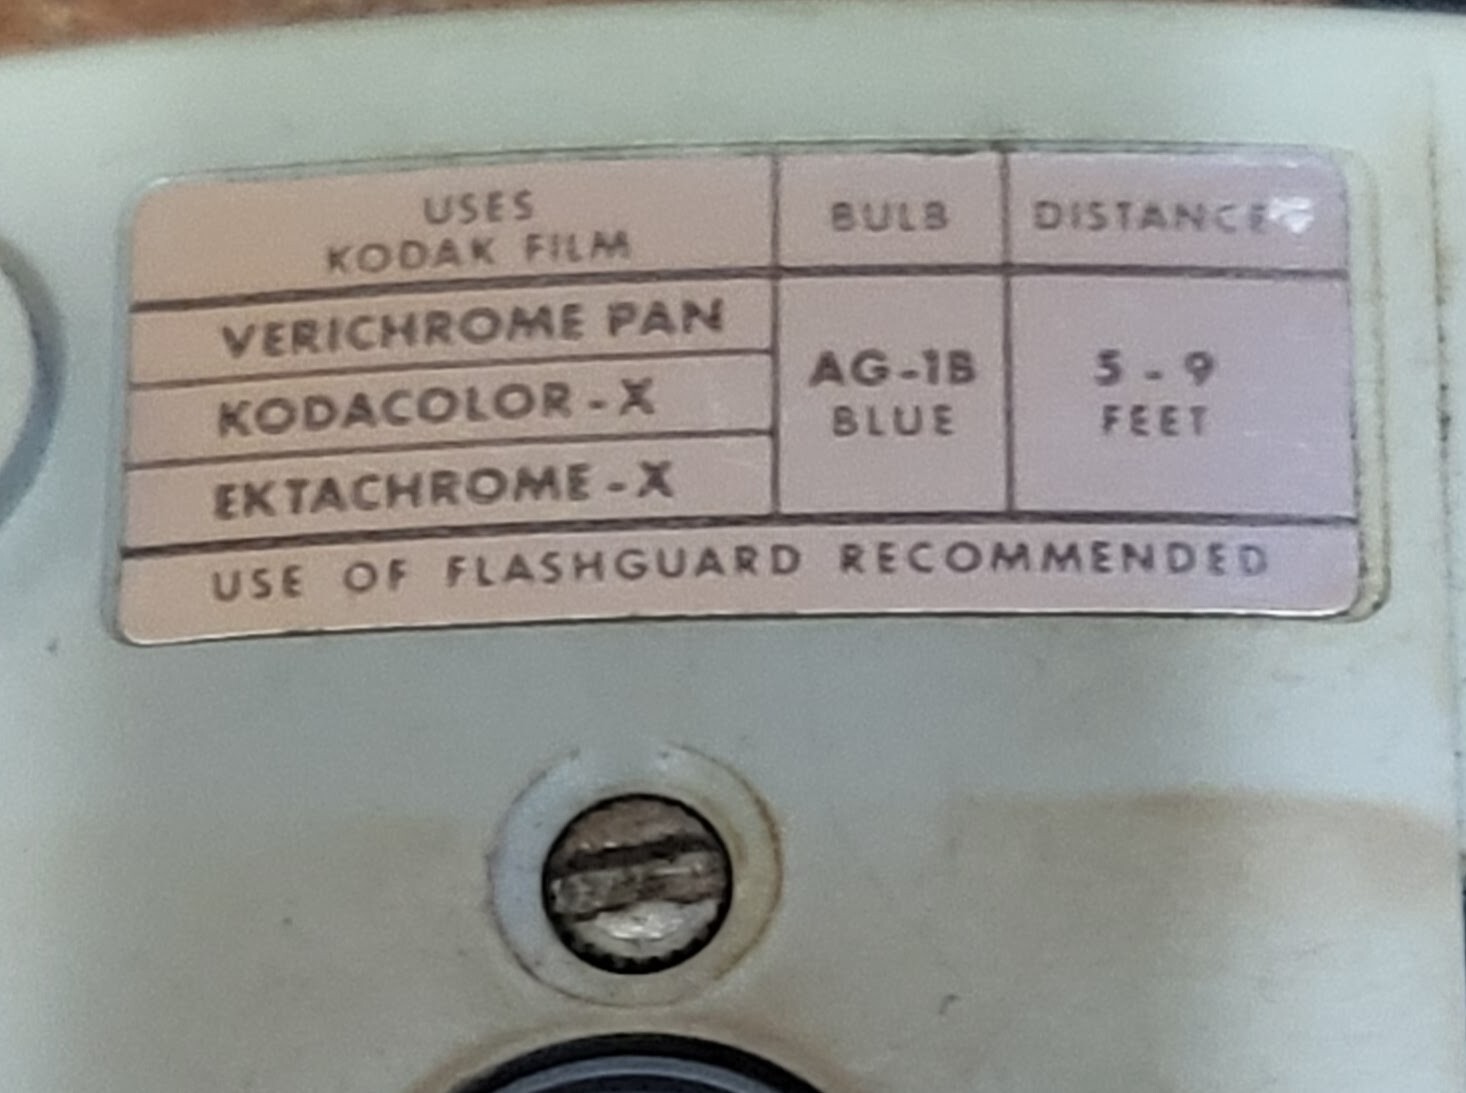 USES
KODAK FILM
BULB
DISTANCE
VERICHROME PAN
KODACOLOR - X
EKTACHROME - X
AG-1B
BLUE
5 - 9
FEET
USE OF FLASHGUARD RECOMMENDED